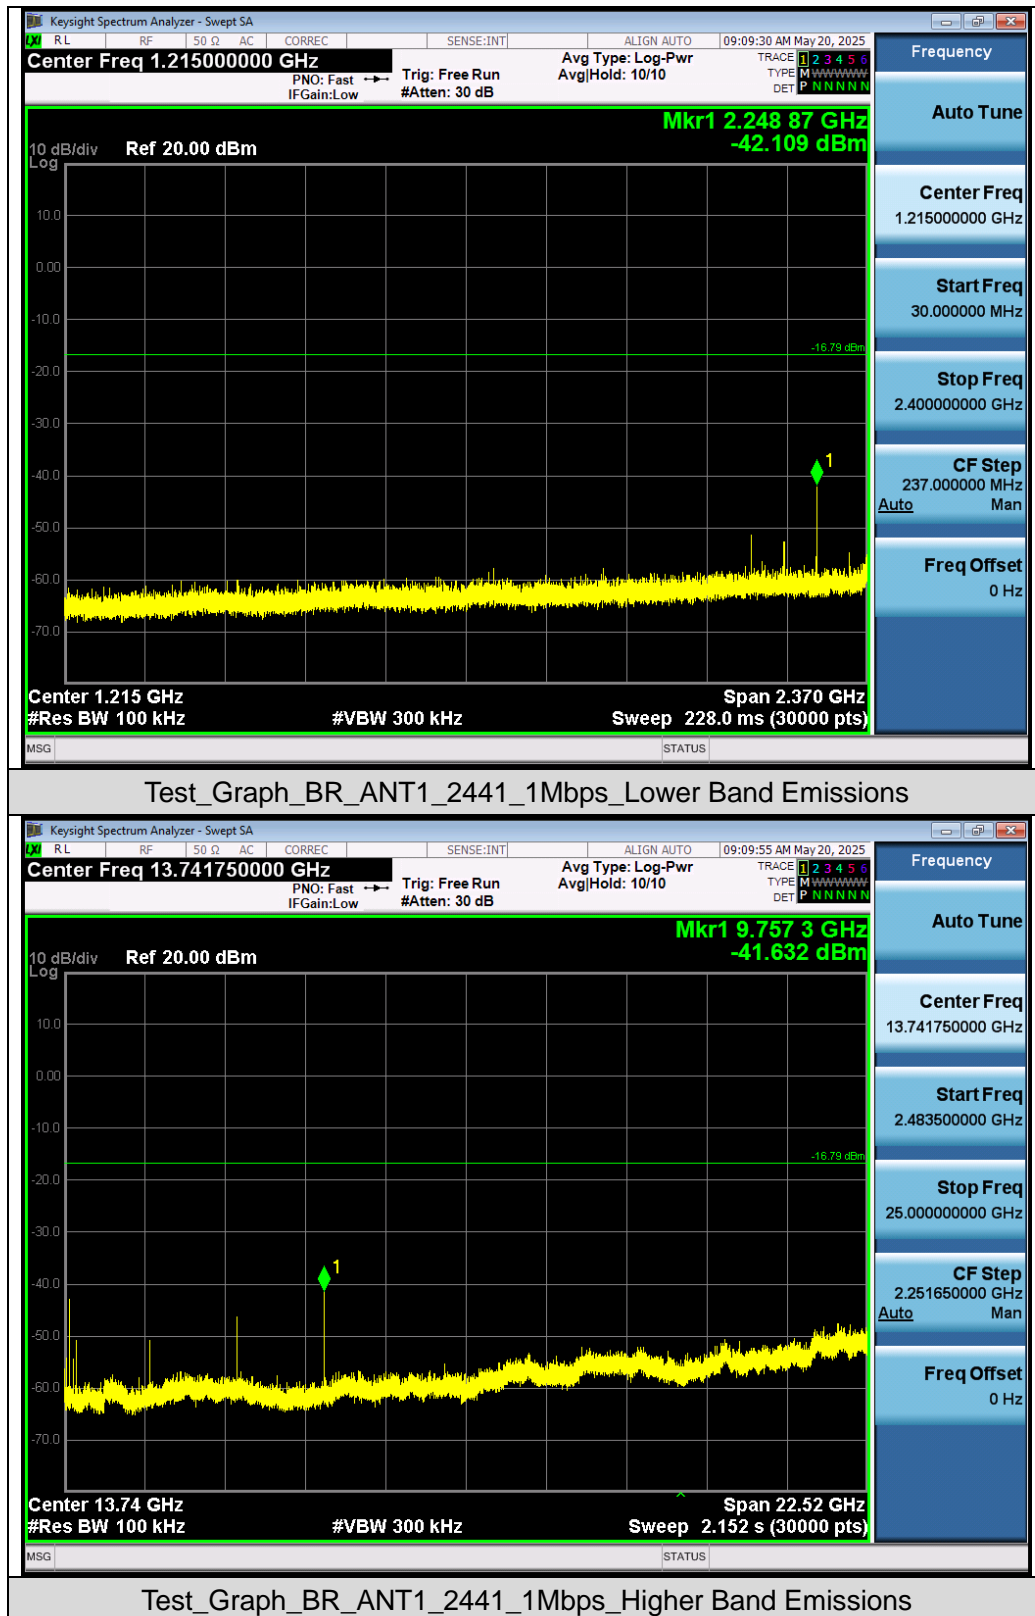 Keysight Spectrum Analyzer - Swept SA
LXI RL RF 50 Ω AC CORREC SENSE:INT ALIGN AUTO 09:09:30 AM May 20, 2025
Center Freq 1.215000000 GHz
PNO: Fast Trig: Free Run Avg Type: Log-Pwr TRACE 1 2 3 4 5 6
IFGain:Low #Atten: 30 dB Avg|Hold: 10/10 TYPE M WWWWW
DET P N N N N N
Mkr1 2.248 87 GHz
-42.109 dBm
10 dB/div Ref 20.00 dBm
Log
10.0
0.00
-10.0
-16.79 dBm
-20.0
-30.0
-40.0
1
-50.0
-60.0
-70.0
Center 1.215 GHz Span 2.370 GHz
#Res BW 100 kHz #VBW 300 kHz Sweep 228.0 ms (30000 pts)
MSG STATUS
Frequency
Auto Tune
Center Freq
1.215000000 GHz
Start Freq
30.000000 MHz
Stop Freq
2.400000000 GHz
CF Step
237.000000 MHz
Auto Man
Freq Offset
0 Hz
Test_Graph_BR_ANT1_2441_1Mbps_Lower Band Emissions
Keysight Spectrum Analyzer - Swept SA
LXI RL RF 50 Ω AC CORREC SENSE:INT ALIGN AUTO 09:09:55 AM May 20, 2025
Center Freq 13.741750000 GHz
PNO: Fast Trig: Free Run Avg Type: Log-Pwr TRACE 1 2 3 4 5 6
IFGain:Low #Atten: 30 dB Avg|Hold: 10/10 TYPE M WWWWW
DET P N N N N N
Mkr1 9.757 3 GHz
-41.632 dBm
10 dB/div Ref 20.00 dBm
Log
10.0
0.00
-10.0
-16.79 dBm
-20.0
-30.0
1
-40.0
-50.0
-60.0
-70.0
Center 13.74 GHz Span 22.52 GHz
#Res BW 100 kHz #VBW 300 kHz Sweep 2.152 s (30000 pts)
MSG STATUS
Frequency
Auto Tune
Center Freq
13.741750000 GHz
Start Freq
2.483500000 GHz
Stop Freq
25.000000000 GHz
CF Step
2.251650000 GHz
Auto Man
Freq Offset
0 Hz
Test_Graph_BR_ANT1_2441_1Mbps_Higher Band Emissions